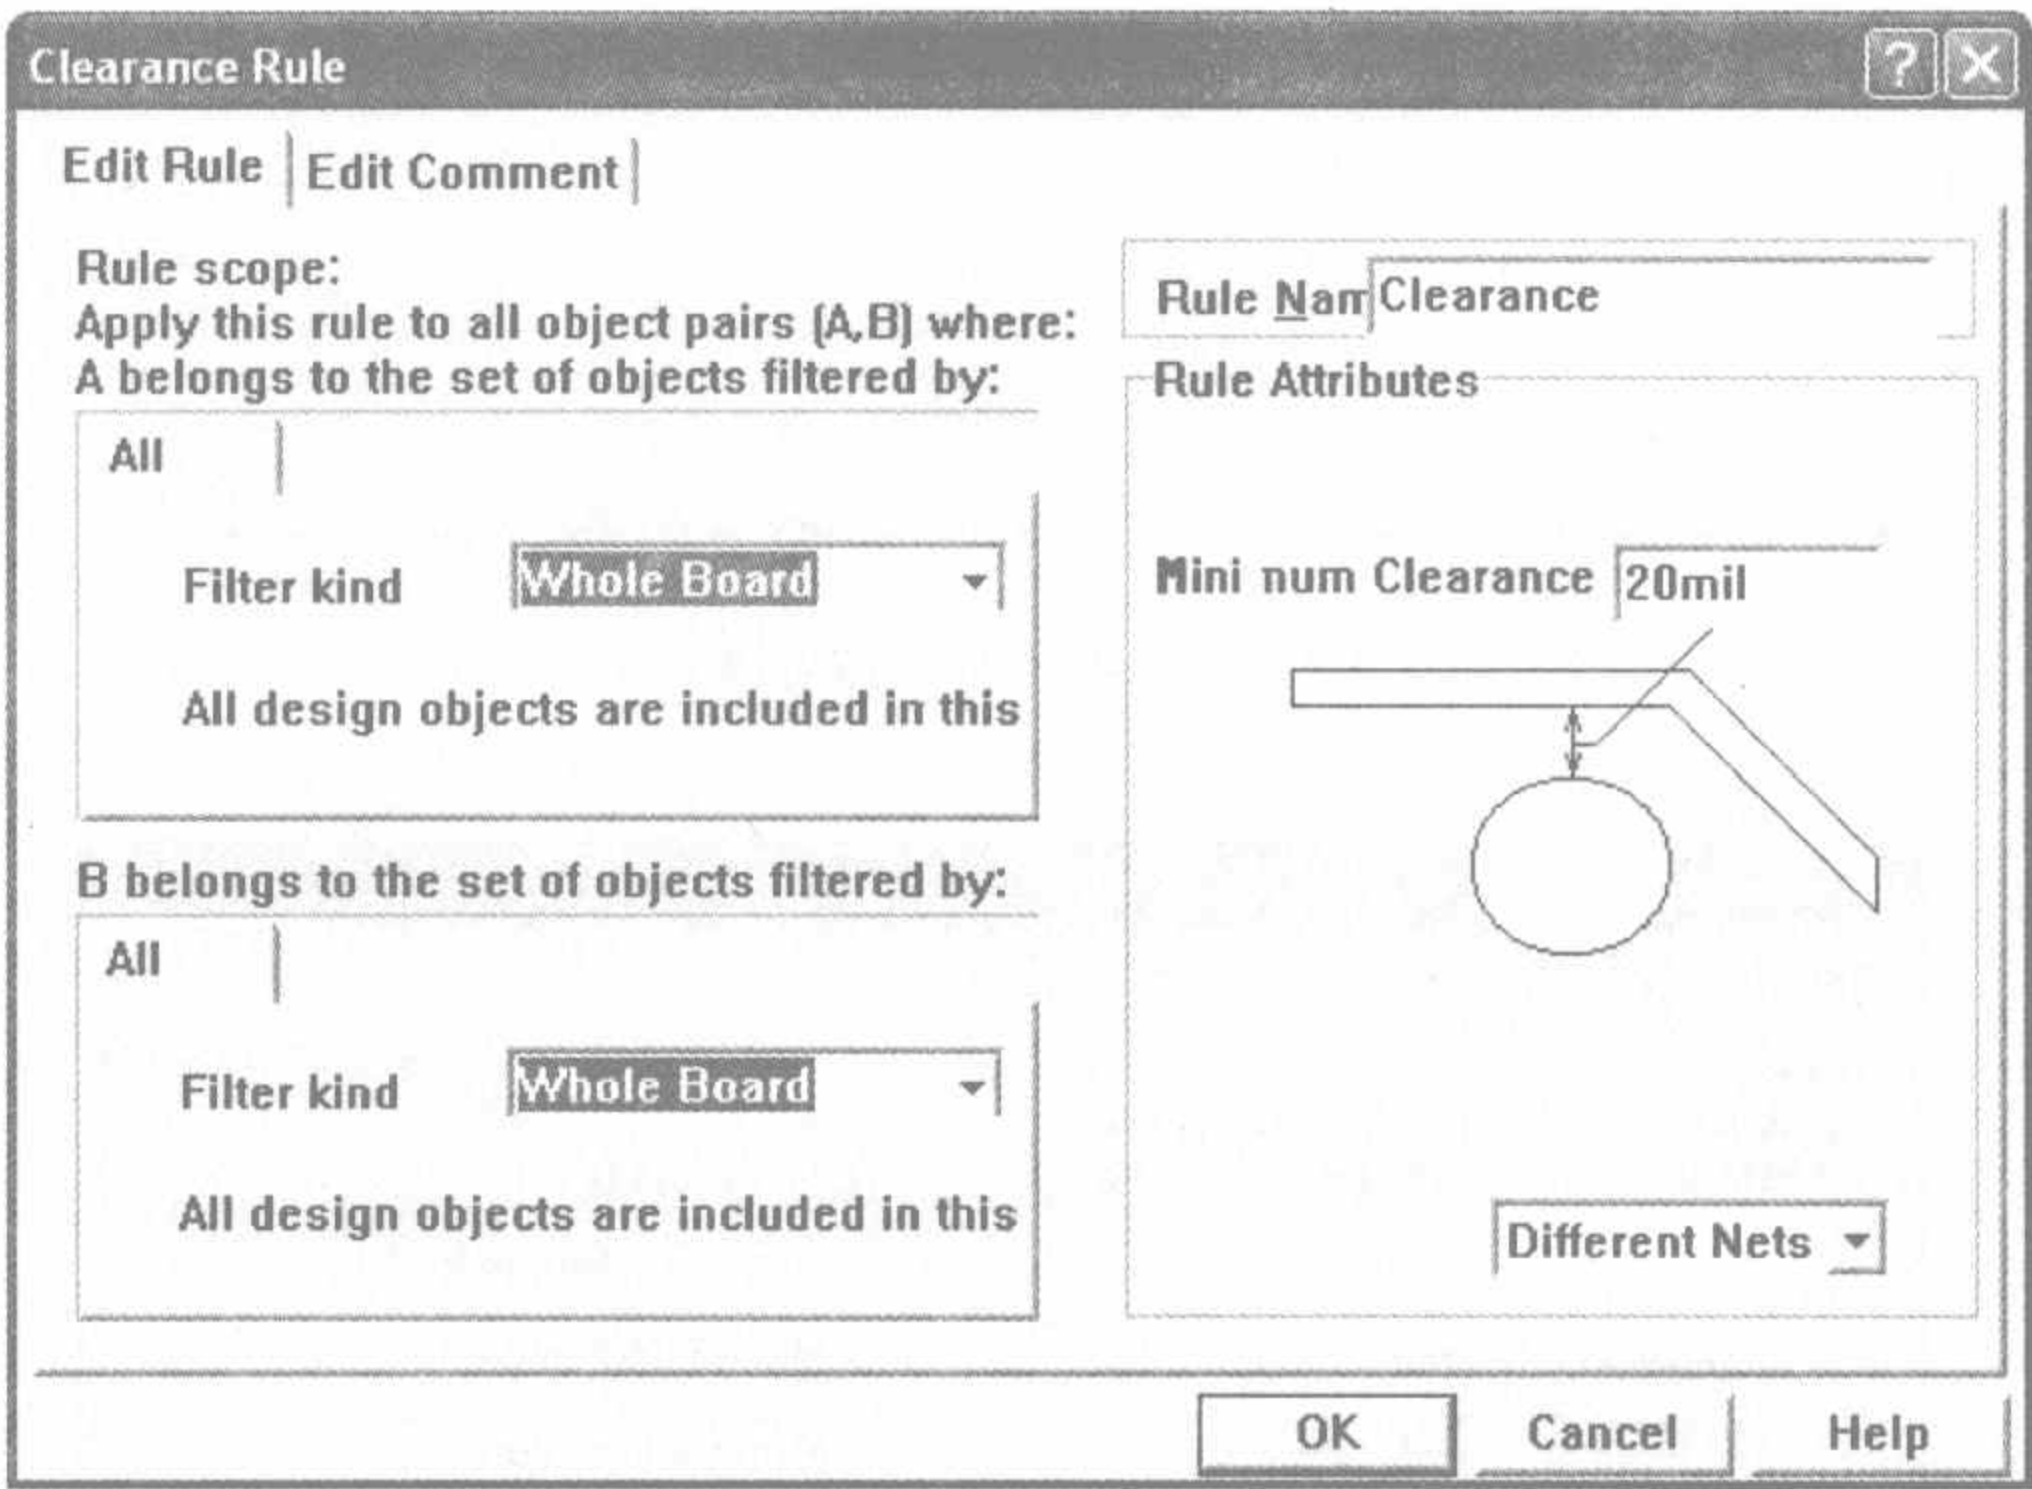 Clearance Rule
? X
Edit Rule Edit Comment
Rule scope:
Apply this rule to all object pairs (A,B) where:
A belongs to the set of objects filtered by:
All
Filter kind Whole Board
All design objects are included in this
B belongs to the set of objects filtered by:
All
Filter kind Whole Board
All design objects are included in this
Rule Nam Clearance
Rule Attributes
Mini num Clearance 20mil
Different Nets
OK Cancel Help